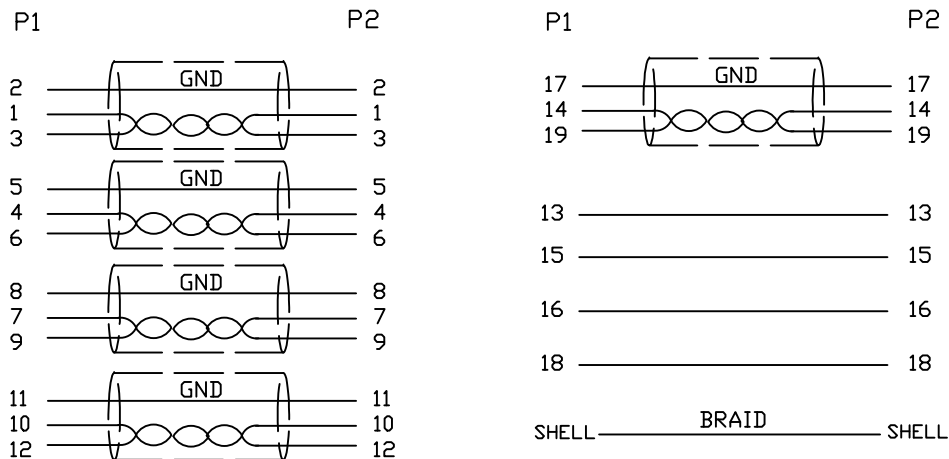 P1 P2
GND
2 2
1 1
3 3
GND
5 5
4 4
6 6
GND
8 8
7 7
9 9
GND
11 11
10 10
12 12
P1 P2
GND
17 17
14 14
19 19
13 13
15 15
16 16
18 18
BRAID
SHELL SHELL